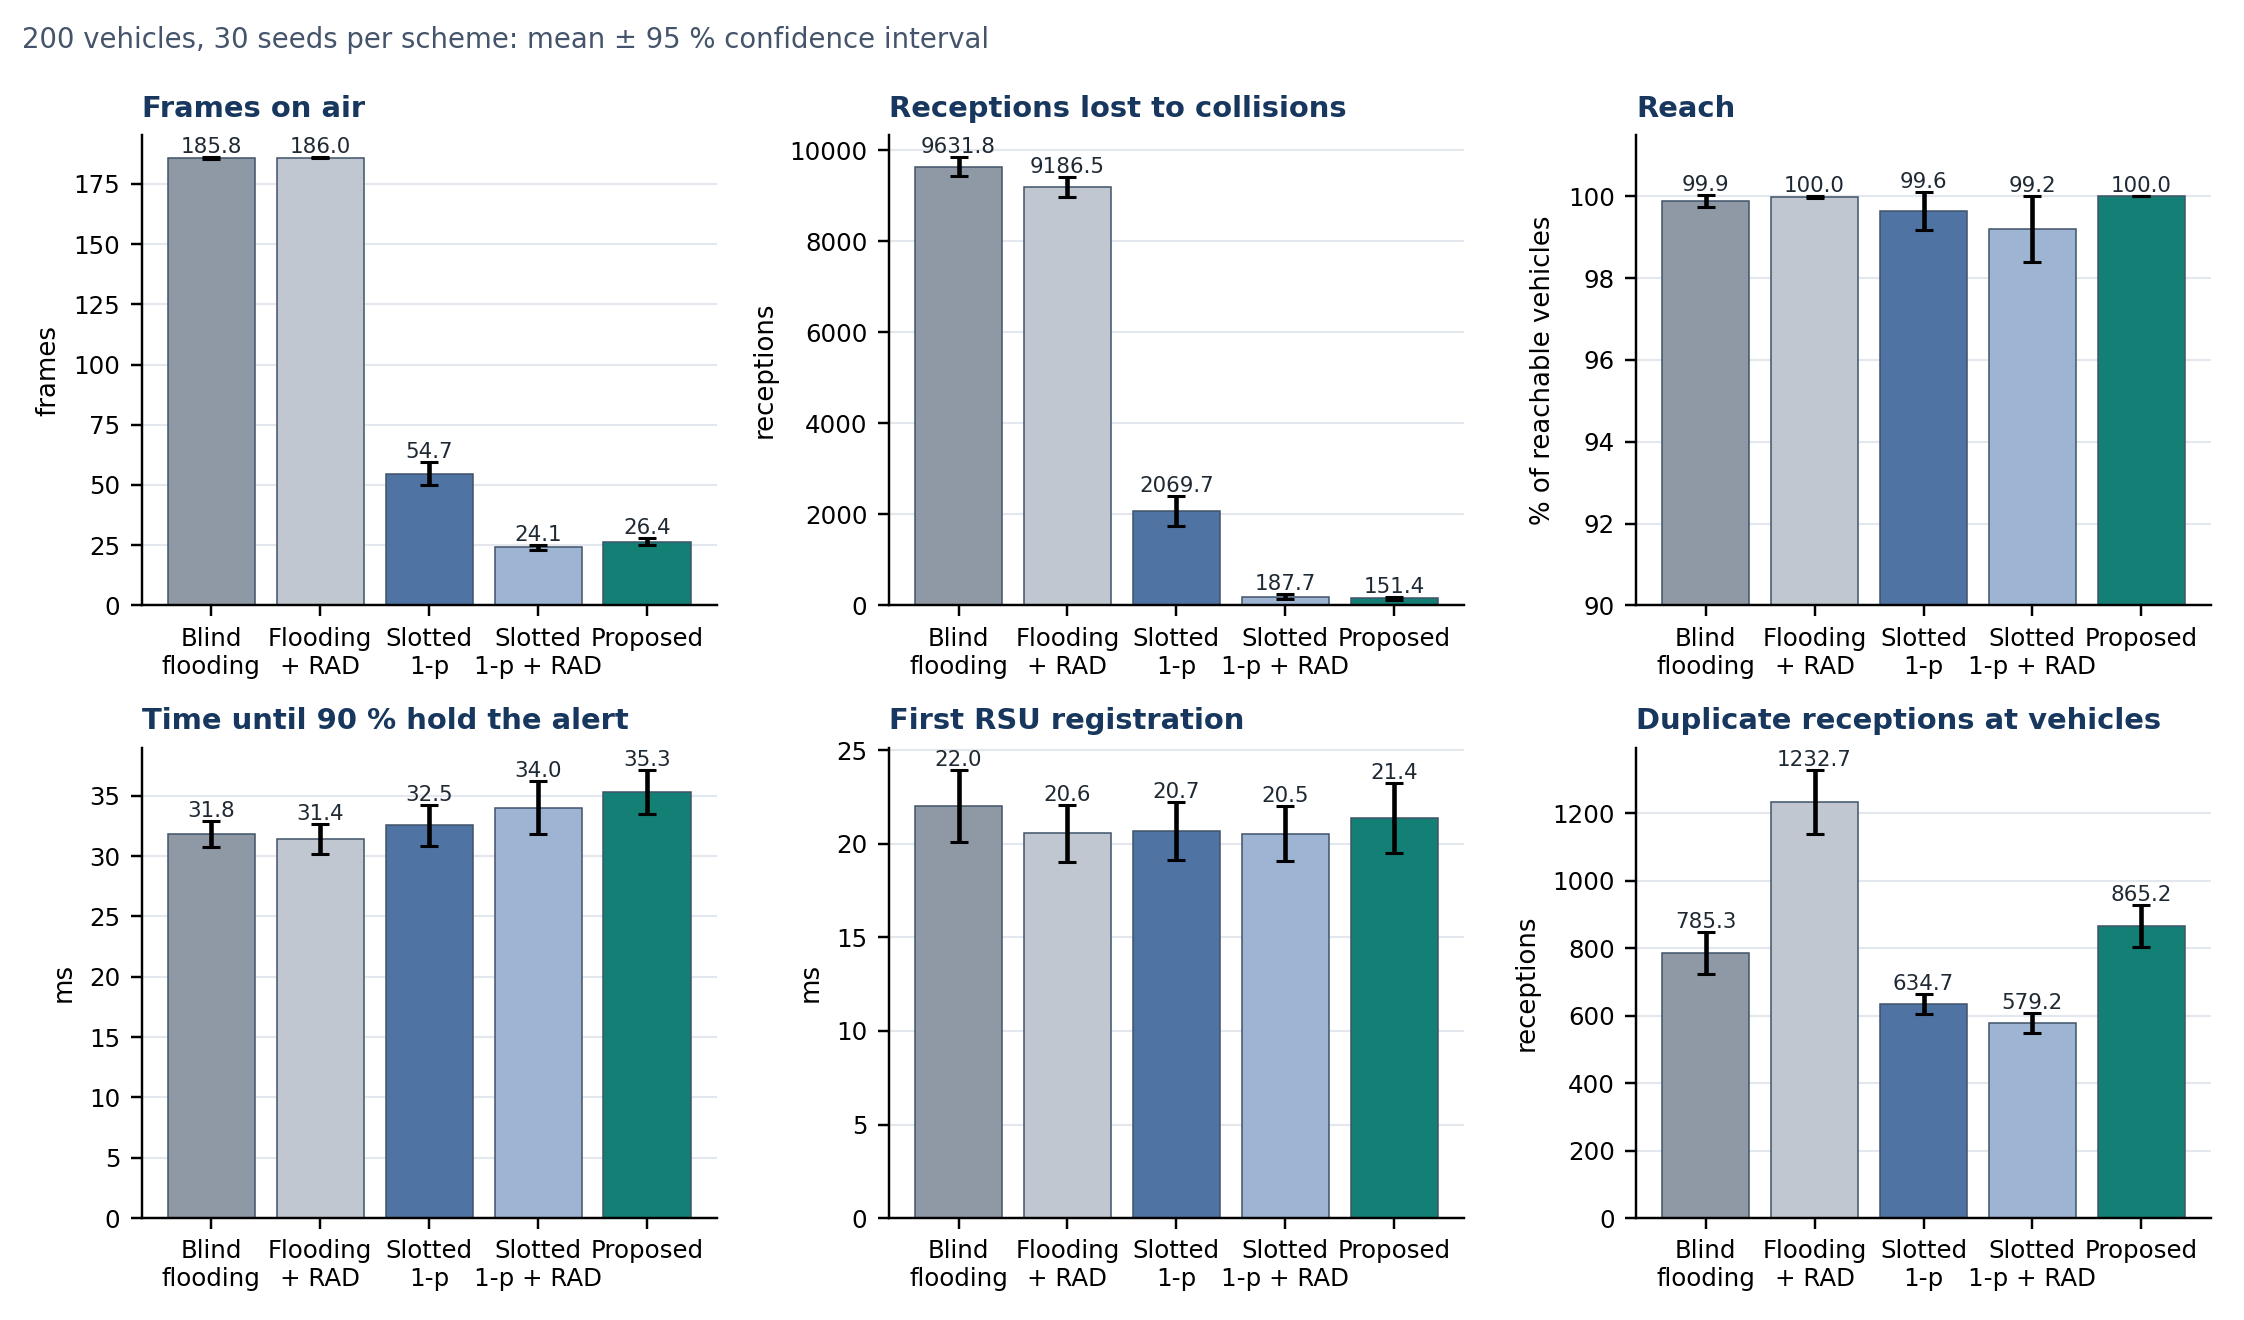 200 vehicles, 30 seeds per scheme: mean ± 95 % confidence interval
Frames on air
frames
0
25
50
75
100
125
150
175
185.8
186.0
54.7
24.1
26.4
Blind flooding
Flooding + RAD
Slotted 1-p
Slotted 1-p + RAD
Proposed
Receptions lost to collisions
receptions
0
2000
4000
6000
8000
10000
9631.8
9186.5
2069.7
187.7
151.4
Blind flooding
Flooding + RAD
Slotted 1-p
Slotted 1-p + RAD
Proposed
Reach
% of reachable vehicles
90
92
94
96
98
100
99.9
100.0
99.6
99.2
100.0
Blind flooding
Flooding + RAD
Slotted 1-p
Slotted 1-p + RAD
Proposed
Time until 90 % hold the alert
ms
0
5
10
15
20
25
30
35
31.8
31.4
32.5
34.0
35.3
Blind flooding
Flooding + RAD
Slotted 1-p
Slotted 1-p + RAD
Proposed
First RSU registration
ms
0
5
10
15
20
25
22.0
20.6
20.7
20.5
21.4
Blind flooding
Flooding + RAD
Slotted 1-p
Slotted 1-p + RAD
Proposed
Duplicate receptions at vehicles
receptions
0
200
400
600
800
1000
1200
785.3
1232.7
634.7
579.2
865.2
Blind flooding
Flooding + RAD
Slotted 1-p
Slotted 1-p + RAD
Proposed